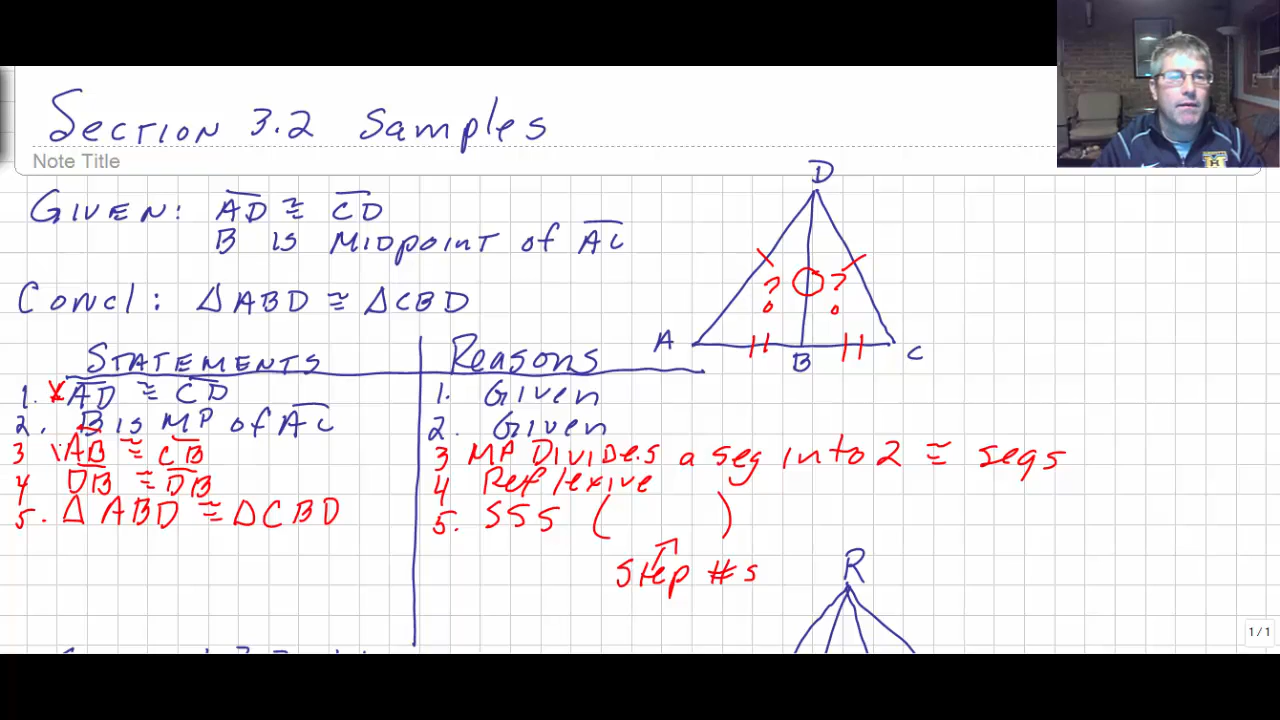 Section 3.2 Samples
Note Title
Given: AD ≅ CD
B is Midpoint of AC
Concl: △ABD ≅ △CBD
Statements
1. AD ≅ CD
2. B is MP of AC
3 AB ≅ CB
4 DB ≅ DB
5. △ABD ≅ △CBD
Reasons
1. Given
2. Given
3 MP Divides a seg into 2 ≅ segs
4 Reflexive
5. SSS ( )
Step #s
D
? ?
A B C
R
1/1